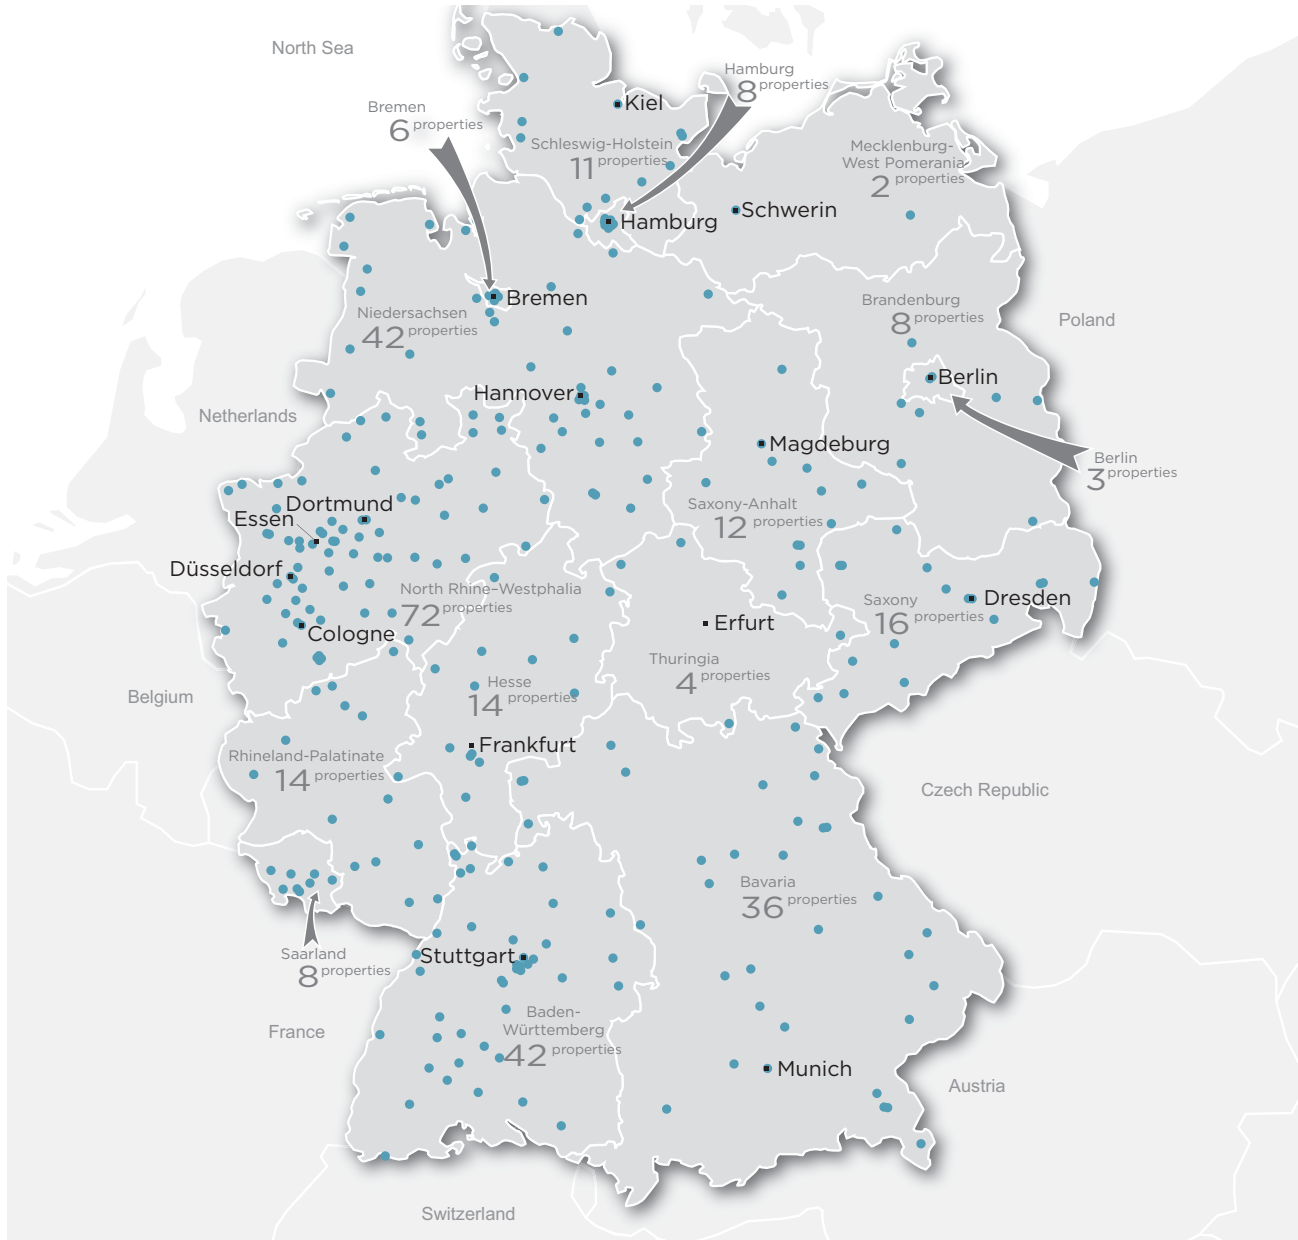 North Sea
Hamburg
8 properties
Kiel
Bremen
6 properties
Schleswig-Holstein
11 properties
Mecklenburg-
West Pomerania
2 properties
Schwerin
Hamburg
Bremen
Niedersachsen
42 properties
Brandenburg
8 properties
Poland
Berlin
Hannover
Netherlands
Magdeburg
Berlin
3 properties
Dortmund
Essen
Saxony-Anhalt
12 properties
Düsseldorf
North Rhine–Westphalia
72 properties
Saxony
16 properties
Dresden
Cologne
Erfurt
Thuringia
4 properties
Hesse
14 properties
Belgium
Frankfurt
Rhineland-Palatinate
14 properties
Czech Republic
Bavaria
36 properties
Saarland
8 properties
Stuttgart
Baden-
Württemberg
42 properties
France
Munich
Austria
Switzerland